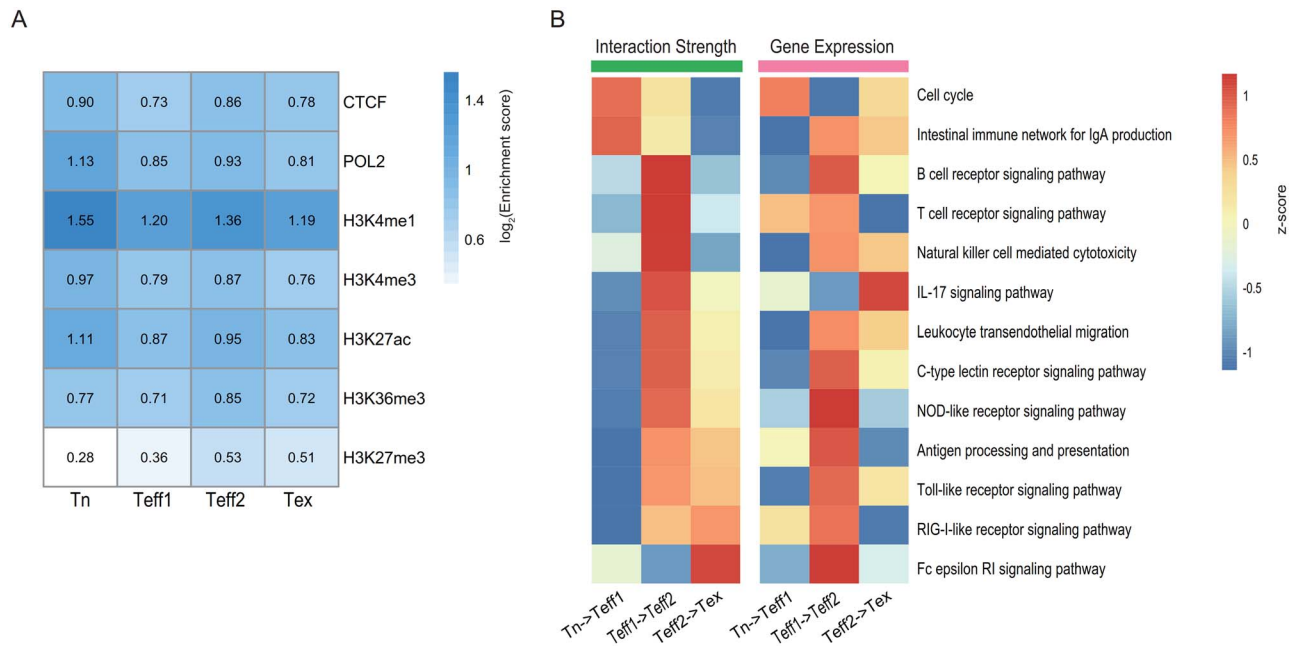 A
0.90 0.73 0.86 0.78 CTCF
1.13 0.85 0.93 0.81 POL2
1.55 1.20 1.36 1.19 H3K4me1
0.97 0.79 0.87 0.76 H3K4me3
1.11 0.87 0.95 0.83 H3K27ac
0.77 0.71 0.85 0.72 H3K36me3
0.28 0.36 0.53 0.51 H3K27me3
Tn Teff1 Teff2 Tex
1.4
1
0.6
log2(Enrichment score)
B
Interaction Strength Gene Expression
Cell cycle
Intestinal immune network for IgA production
B cell receptor signaling pathway
T cell receptor signaling pathway
Natural killer cell mediated cytotoxicity
IL-17 signaling pathway
Leukocyte transendothelial migration
C-type lectin receptor signaling pathway
NOD-like receptor signaling pathway
Antigen processing and presentation
Toll-like receptor signaling pathway
RIG-I-like receptor signaling pathway
Fc epsilon RI signaling pathway
Tn->Teff1 Teff1->Teff2 Teff2->Tex Tn->Teff1 Teff1->Teff2 Teff2->Tex
1
0.5
0
-0.5
-1
z-score